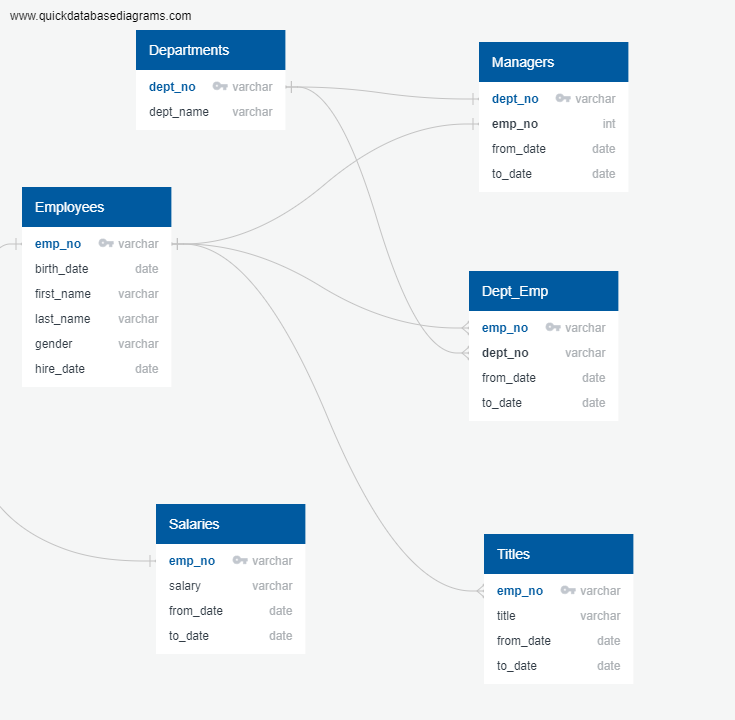 www.quickdatabasediagrams.com
Departments
dept_no varchar
dept_name varchar
Managers
dept_no varchar
emp_no int
from_date date
to_date date
Employees
emp_no varchar
birth_date date
first_name varchar
last_name varchar
gender varchar
hire_date date
Dept_Emp
emp_no varchar
dept_no varchar
from_date date
to_date date
Salaries
emp_no varchar
salary varchar
from_date date
to_date date
Titles
emp_no varchar
title varchar
from_date date
to_date date